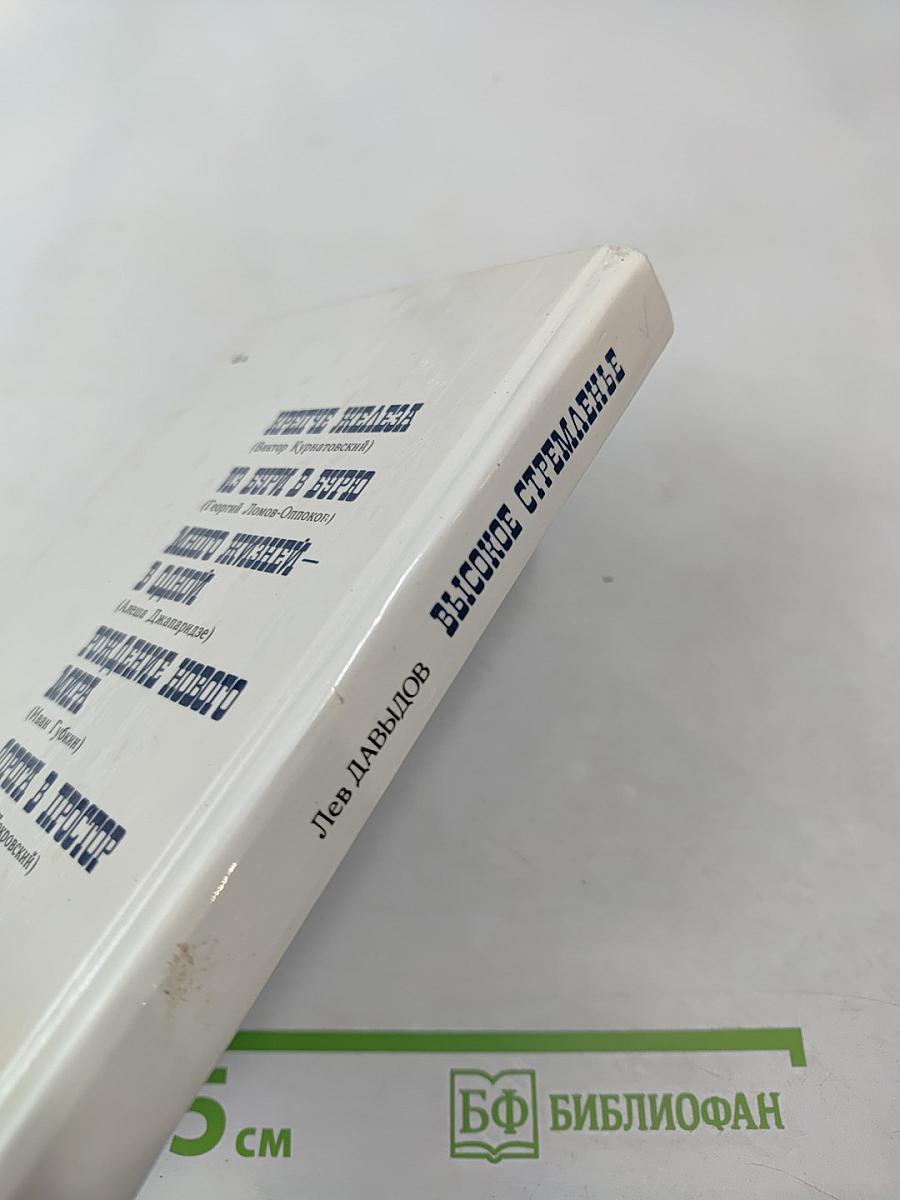 КРЕПЧЕ ЖЕЛЕЗА
(Виктор Курнатовский)
ИЗ БУРИ В БУРЮ
(Георгий Ломов-Оппоков)
МНОГО ЖИЗНЕЙ —
В ОДНОЙ
(Алеша Джапаридзе)
РОЖДЕНИЕ НОВОГО
МИРА
(Иван Губкин)
В ПРОСТОР
Лев ДАВЫДОВ ВЫСОКОЕ СТРЕМЛЕНЬЕ
5 см
БФ БИБЛИОФАН